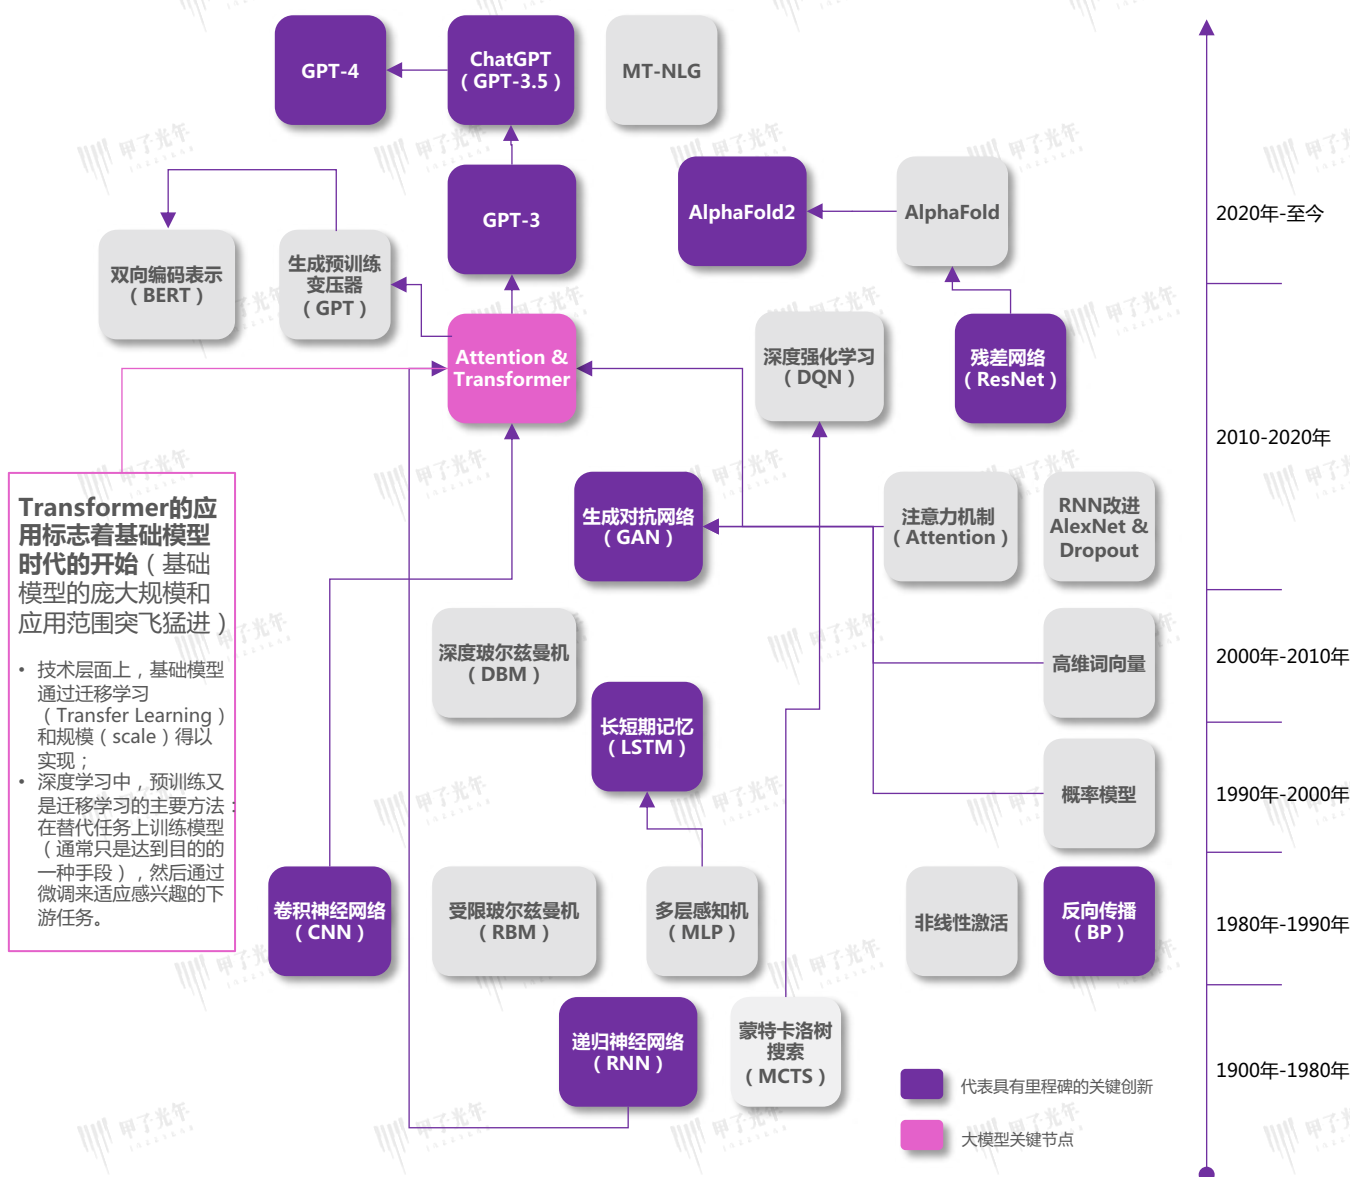 GPT-4
ChatGPT
（GPT-3.5）
MT-NLG
GPT-3
AlphaFold2
AlphaFold
2020年-至今
双向编码表示
（BERT）
生成预训练
变压器
（GPT）
Attention &
Transformer
深度强化学习
（DQN）
残差网络
（ResNet）
2010-2020年
Transformer的应
用标志着基础模型
时代的开始（基础
模型的庞大规模和
应用范围突飞猛进）
• 技术层面上，基础模型
通过迁移学习
（Transfer Learning）
和规模（scale）得以
实现；
• 深度学习中，预训练又
是迁移学习的主要方法：
在替代任务上训练模型
（通常只是达到目的的
一种手段），然后通过
微调来适应感兴趣的下
游任务。
生成对抗网络
（GAN）
注意力机制
（Attention）
RNN改进
AlexNet &
Dropout
深度玻尔兹曼机
（DBM）
高维词向量
2000年-2010年
长短期记忆
（LSTM）
概率模型
1990年-2000年
卷积神经网络
（CNN）
受限玻尔兹曼机
（RBM）
多层感知机
（MLP）
非线性激活
反向传播
（BP）
1980年-1990年
递归神经网络
（RNN）
蒙特卡洛树
搜索
（MCTS）
1900年-1980年
代表具有里程碑的关键创新
大模型关键节点
甲子光年